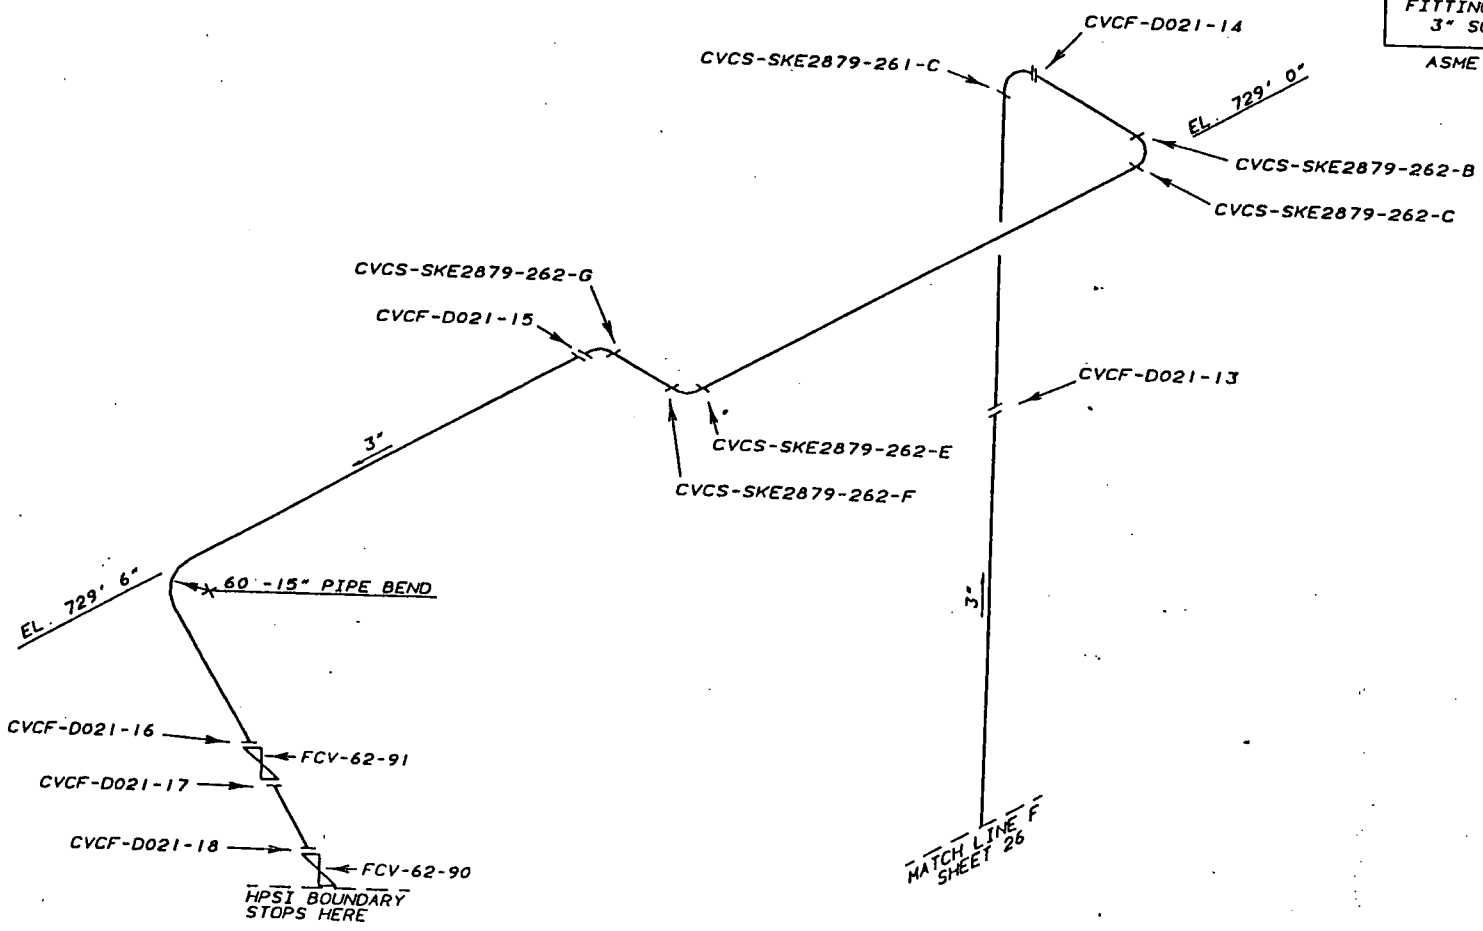 FITTING
3" S
ASME
CVCF-D021-14
CVCS-SKE2879-261-C
EL. 729' 0"
CVCS-SKE2879-262-B
CVCS-SKE2879-262-C
CVCS-SKE2879-262-G
CVCF-D021-15
CVCF-D021-13
3"
CVCS-SKE2879-262-E
CVCS-SKE2879-262-F
EL. 729' 6"
60 -15" PIPE BEND
3"
CVCF-D021-16
FCV-62-91
CVCF-D021-17
CVCF-D021-18
FCV-62-90
HPSI BOUNDARY
STOPS HERE
MATCH LINE F
SHEET 26